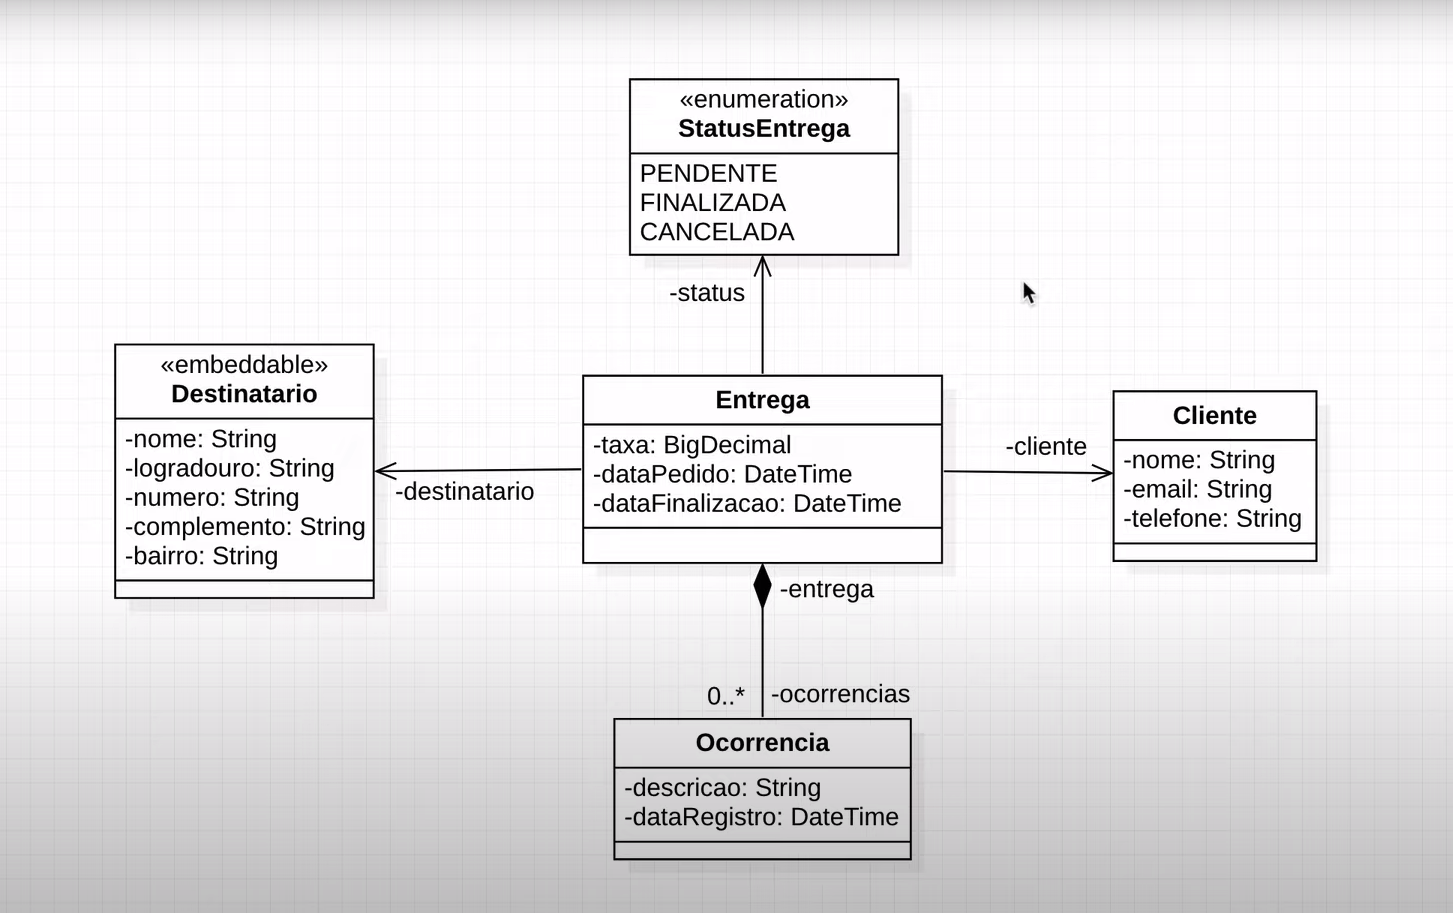 «enumeration»
StatusEntrega
PENDENTE
FINALIZADA
CANCELADA
-status
«embeddable»
Destinatario
-nome: String
-logradouro: String
-numero: String
-complemento: String
-bairro: String
-destinatario
Entrega
-taxa: BigDecimal
-dataPedido: DateTime
-dataFinalizacao: DateTime
-cliente
Cliente
-nome: String
-email: String
-telefone: String
-entrega
0..* -ocorrencias
Ocorrencia
-descricao: String
-dataRegistro: DateTime